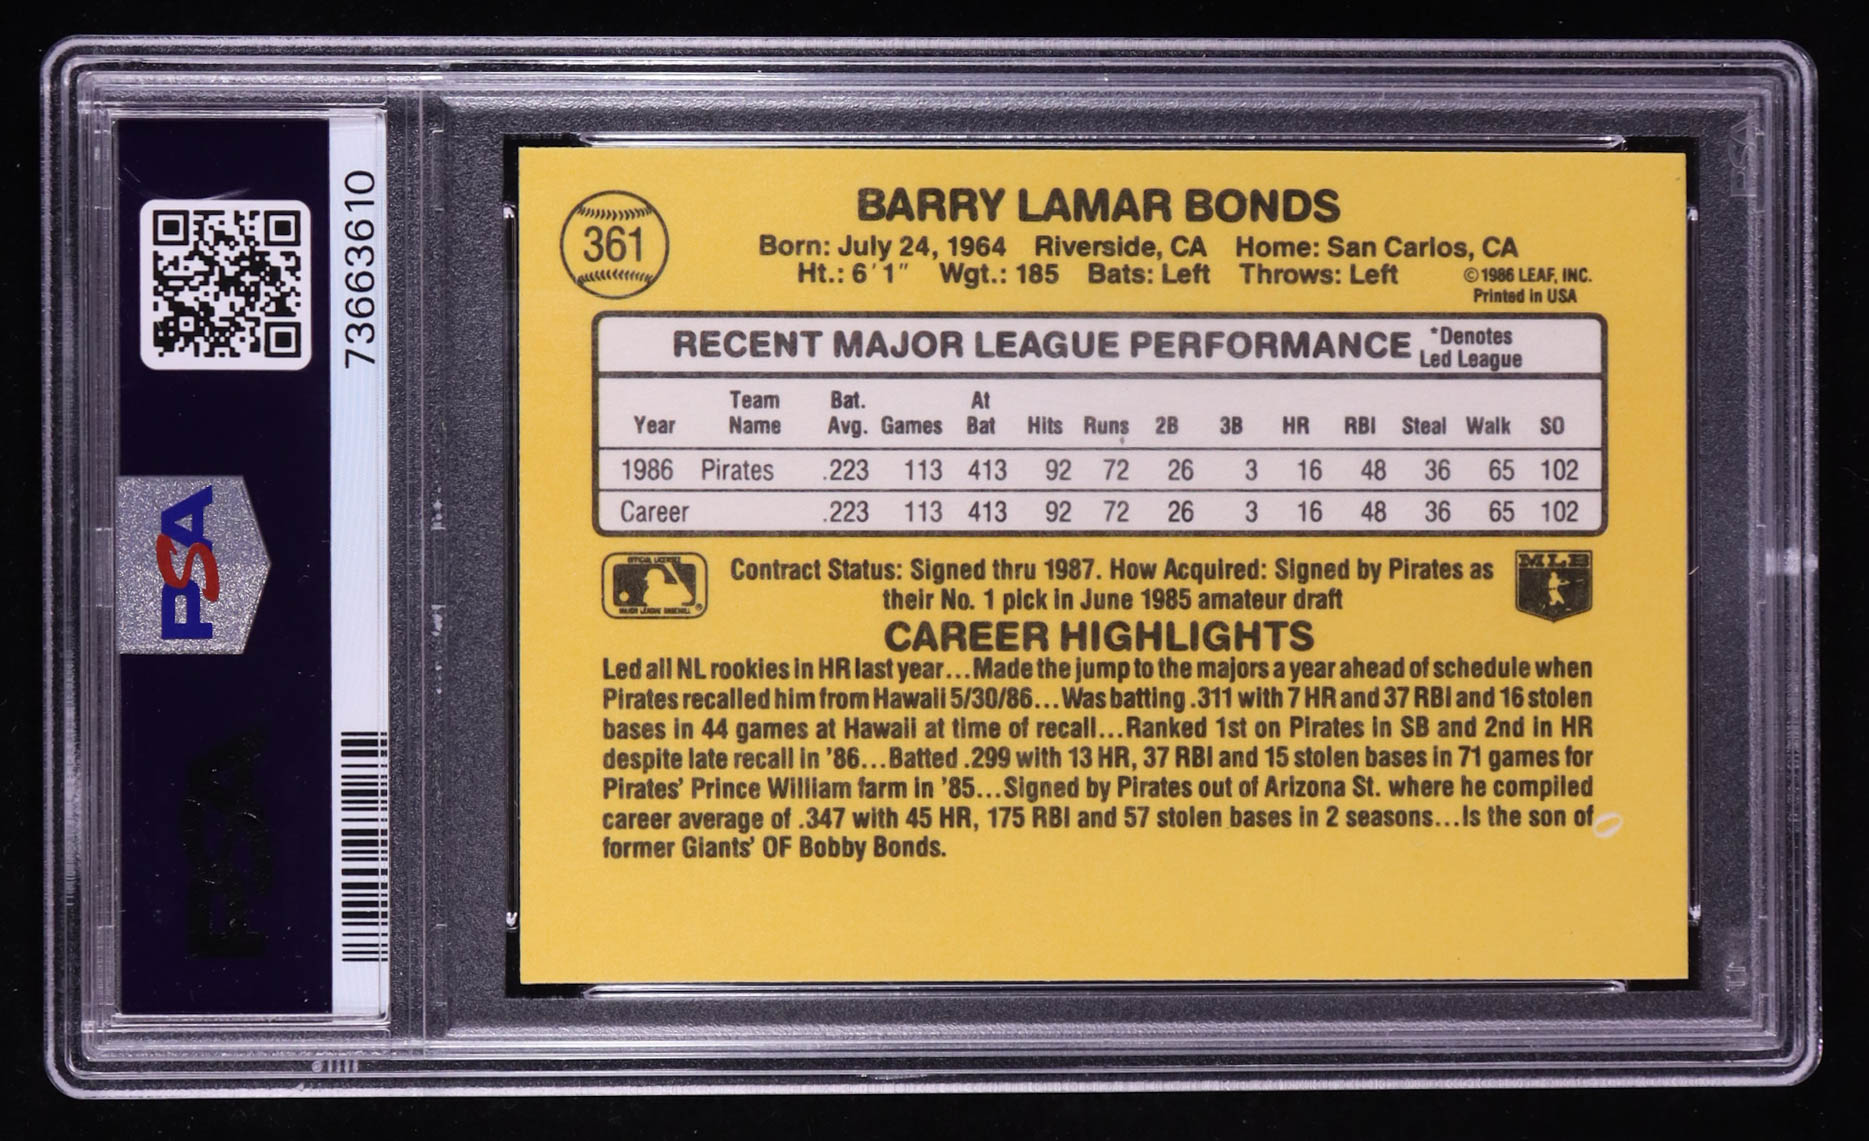 73663610
PSA
PSA
361
BARRY LAMAR BONDS
Born: July 24, 1964 Riverside, CA Home: San Carlos, CA
Ht.: 6'1" Wgt.: 185 Bats: Left Throws: Left
©1986 LEAF, INC.
Printed in USA
RECENT MAJOR LEAGUE PERFORMANCE
*Denotes
Led League
Year Team Name Bat. Avg. Games At Bat Hits Runs 2B 3B HR RBI Steal Walk SO
1986 Pirates .223 113 413 92 72 26 3 16 48 36 65 102
Career .223 113 413 92 72 26 3 16 48 36 65 102
MAJOR LEAGUE BASEBALL
MLB
Contract Status: Signed thru 1987. How Acquired: Signed by Pirates as
their No. 1 pick in June 1985 amateur draft
CAREER HIGHLIGHTS
Led all NL rookies in HR last year...Made the jump to the majors a year ahead of schedule when
Pirates recalled him from Hawaii 5/30/86...Was batting .311 with 7 HR and 37 RBI and 16 stolen
bases in 44 games at Hawaii at time of recall...Ranked 1st on Pirates in SB and 2nd in HR
despite late recall in '86...Batted .299 with 13 HR, 37 RBI and 15 stolen bases in 71 games for
Pirates' Prince William farm in '85...Signed by Pirates out of Arizona St. where he compiled
career average of .347 with 45 HR, 175 RBI and 57 stolen bases in 2 seasons...Is the son of
former Giants' OF Bobby Bonds.
PSA